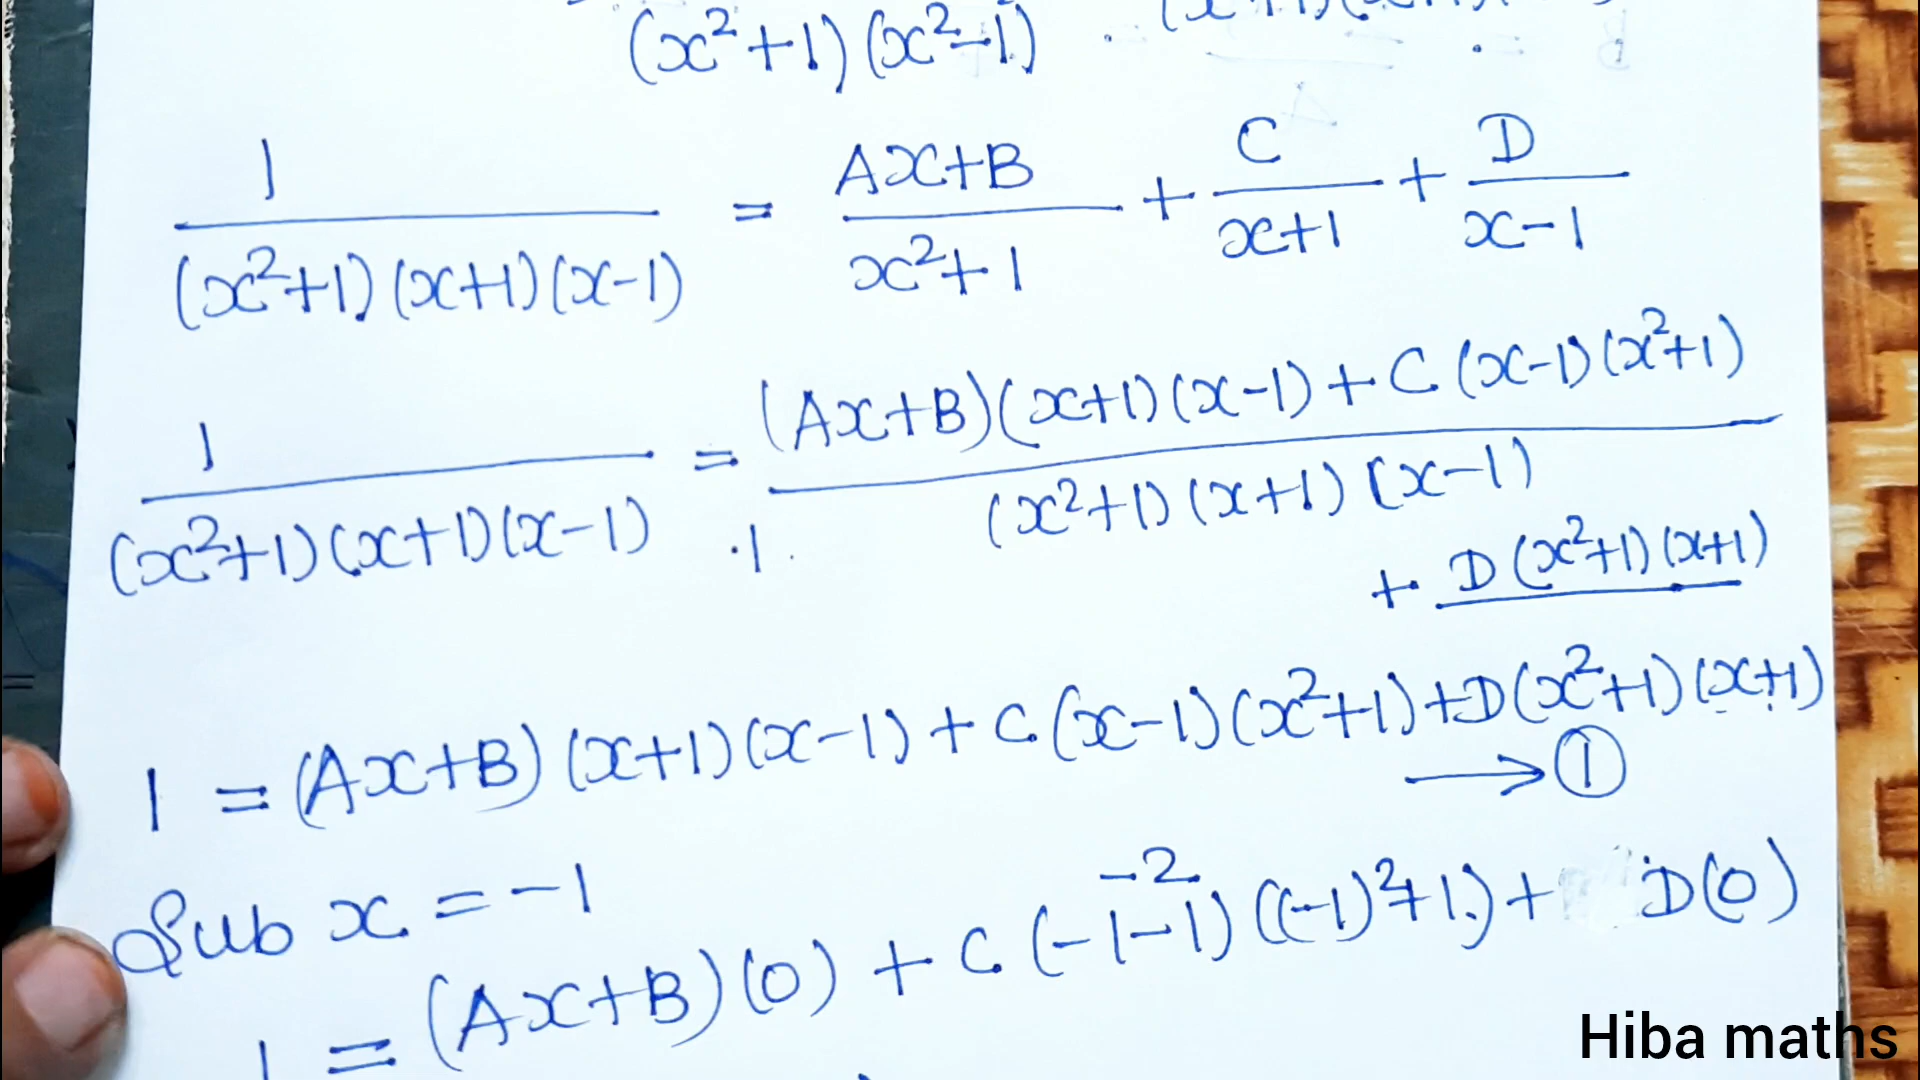 (x²+1)(x²-1)
1/((x²+1)(x+1)(x-1)) = (Ax+B)/(x²+1) + C/(x+1) + D/(x-1)
1/((x²+1)(x+1)(x-1)) = ((Ax+B)(x+1)(x-1) + C(x-1)(x²+1))/((x²+1)(x+1)(x-1))
+ D(x²+1)(x+1)
1 = (Ax+B)(x+1)(x-1) + C(x-1)(x²+1) + D(x²+1)(x+1)
→ ①
Sub x = -1
-2
1 = (Ax+B)(0) + C(-1-1)((-1)²+1) + D(0)
Hiba maths